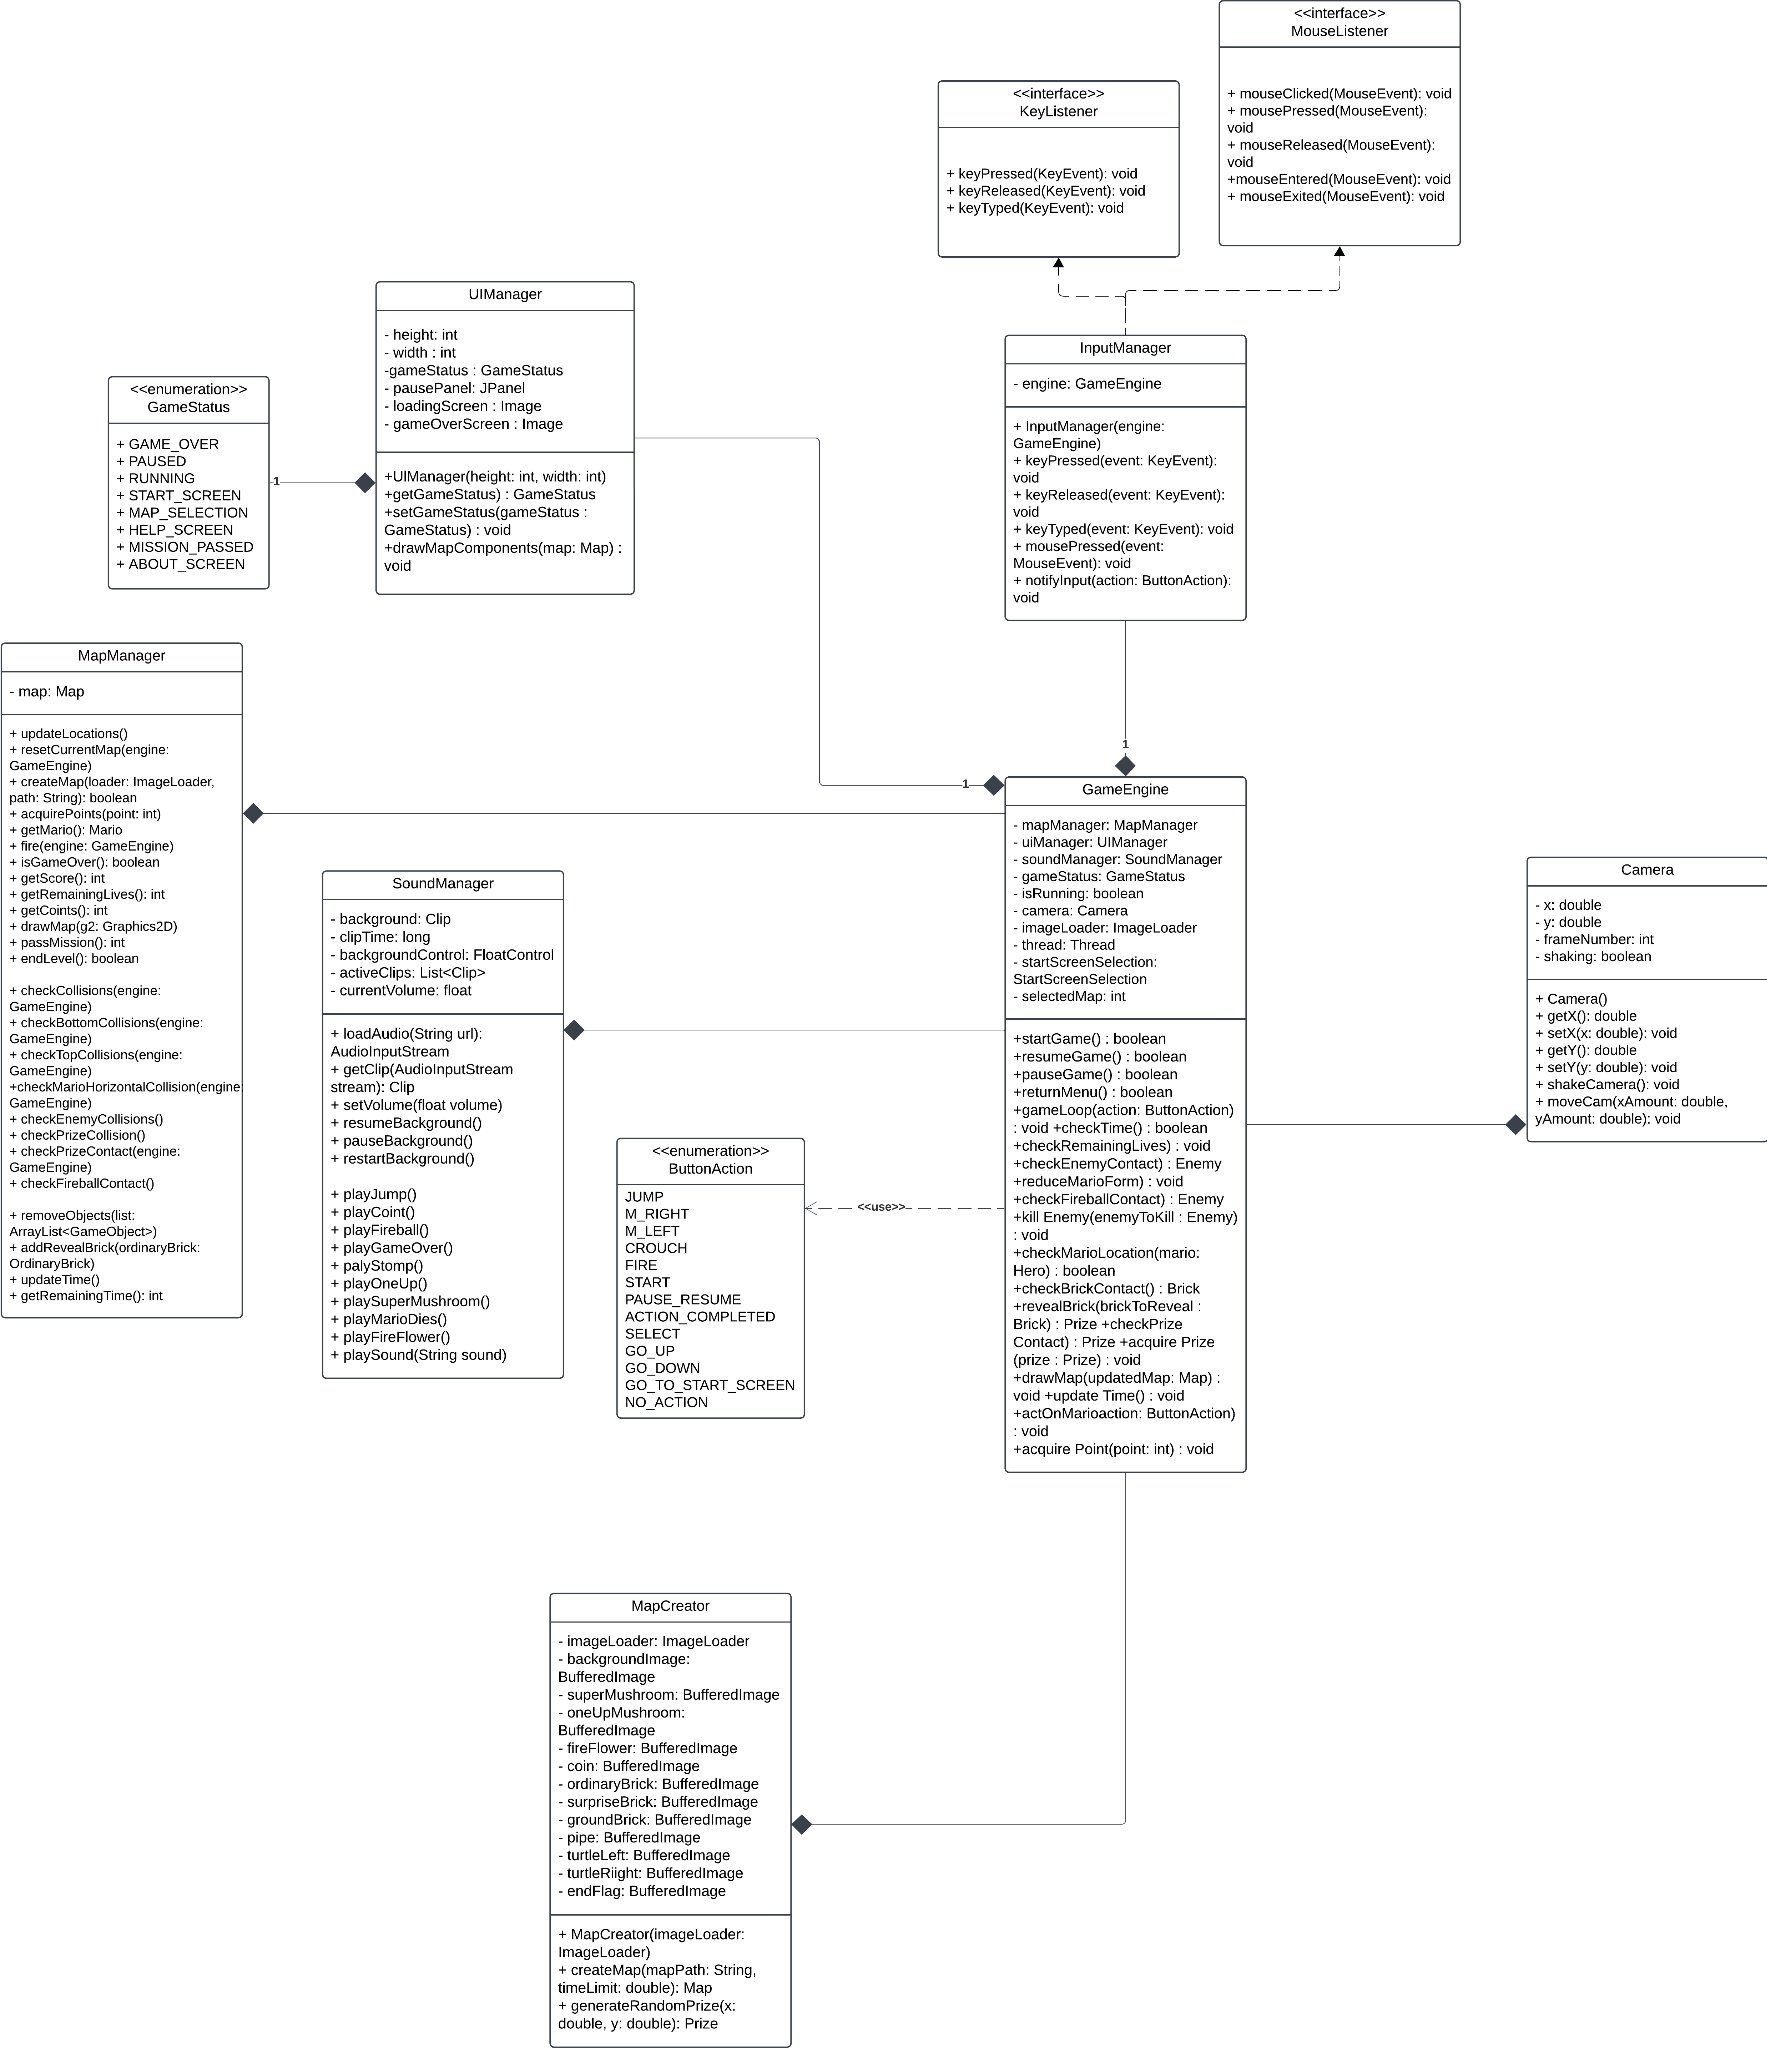 <<interface>>
MouseListener
+ mouseClicked(MouseEvent): void
+ mousePressed(MouseEvent):
void
+ mouseReleased(MouseEvent):
void
+mouseEntered(MouseEvent): void
+ mouseExited(MouseEvent): void
<<interface>>
KeyListener
+ keyPressed(KeyEvent): void
+ keyReleased(KeyEvent): void
+ keyTyped(KeyEvent): void
UIManager
- height: int
- width : int
-gameStatus : GameStatus
- pausePanel: JPanel
- loadingScreen : Image
- gameOverScreen : Image
+UIManager(height: int, width: int)
+getGameStatus) : GameStatus
+setGameStatus(gameStatus :
GameStatus) : void
+drawMapComponents(map: Map) :
void
InputManager
- engine: GameEngine
+ InputManager(engine:
GameEngine)
+ keyPressed(event: KeyEvent):
void
+ keyReleased(event: KeyEvent):
void
+ keyTyped(event: KeyEvent): void
+ mousePressed(event:
MouseEvent): void
+ notifyInput(action: ButtonAction):
void
<<enumeration>>
GameStatus
+ GAME_OVER
+ PAUSED
+ RUNNING
+ START_SCREEN
+ MAP_SELECTION
+ HELP_SCREEN
+ MISSION_PASSED
+ ABOUT_SCREEN
1
MapManager
- map: Map
+ updateLocations()
+ resetCurrentMap(engine:
GameEngine)
+ createMap(loader: ImageLoader,
path: String): boolean
+ acquirePoints(point: int)
+ getMario(): Mario
+ fire(engine: GameEngine)
+ isGameOver(): boolean
+ getScore(): int
+ getRemainingLives(): int
+ getCoints(): int
+ drawMap(g2: Graphics2D)
+ passMission(): int
+ endLevel(): boolean
+ checkCollisions(engine:
GameEngine)
+ checkBottomCollisions(engine:
GameEngine)
+ checkTopCollisions(engine:
GameEngine)
+checkMarioHorizontalCollision(engine:
GameEngine)
+ checkEnemyCollisions()
+ checkPrizeCollision()
+ checkPrizeContact(engine:
GameEngine)
+ checkFireballContact()
+ removeObjects(list:
ArrayList<GameObject>)
+ addRevealBrick(ordinaryBrick:
OrdinaryBrick)
+ updateTime()
+ getRemainingTime(): int
1
1
GameEngine
- mapManager: MapManager
- uiManager: UIManager
- soundManager: SoundManager
- gameStatus: GameStatus
- isRunning: boolean
- camera: Camera
- imageLoader: ImageLoader
- thread: Thread
- startScreenSelection:
StartScreenSelection
- selectedMap: int
+startGame() : boolean
+resumeGame() : boolean
+pauseGame() : boolean
+returnMenu() : boolean
+gameLoop(action: ButtonAction)
: void +checkTime() : boolean
+checkRemainingLives) : void
+checkEnemyContact) : Enemy
+reduceMarioForm) : void
+checkFireballContact) : Enemy
+kill Enemy(enemyToKill : Enemy)
: void
+checkMarioLocation(mario:
Hero) : boolean
+checkBrickContact() : Brick
+revealBrick(brickToReveal :
Brick) : Prize +checkPrize
Contact) : Prize +acquire Prize
(prize : Prize) : void
+drawMap(updatedMap: Map) :
void +update Time() : void
+actOnMarioaction: ButtonAction)
: void
+acquire Point(point: int) : void
SoundManager
- background: Clip
- clipTime: long
- backgroundControl: FloatControl
- activeClips: List<Clip>
- currentVolume: float
+ loadAudio(String url):
AudioInputStream
+ getClip(AudioInputStream
stream): Clip
+ setVolume(float volume)
+ resumeBackground()
+ pauseBackground()
+ restartBackground()
+ playJump()
+ playCoint()
+ playFireball()
+ playGameOver()
+ palyStomp()
+ playOneUp()
+ playSuperMushroom()
+ playMarioDies()
+ playFireFlower()
+ playSound(String sound)
Camera
- x: double
- y: double
- frameNumber: int
- shaking: boolean
+ Camera()
+ getX(): double
+ setX(x: double): void
+ getY(): double
+ setY(y: double): void
+ shakeCamera(): void
+ moveCam(xAmount: double,
yAmount: double): void
<<enumeration>>
ButtonAction
JUMP
M_RIGHT
M_LEFT
CROUCH
FIRE
START
PAUSE_RESUME
ACTION_COMPLETED
SELECT
GO_UP
GO_DOWN
GO_TO_START_SCREEN
NO_ACTION
<<use>>
MapCreator
- imageLoader: ImageLoader
- backgroundImage:
BufferedImage
- superMushroom: BufferedImage
- oneUpMushroom:
BufferedImage
- fireFlower: BufferedImage
- coin: BufferedImage
- ordinaryBrick: BufferedImage
- surpriseBrick: BufferedImage
- groundBrick: BufferedImage
- pipe: BufferedImage
- turtleLeft: BufferedImage
- turtleRiight: BufferedImage
- endFlag: BufferedImage
+ MapCreator(imageLoader:
ImageLoader)
+ createMap(mapPath: String,
timeLimit: double): Map
+ generateRandomPrize(x:
double, y: double): Prize